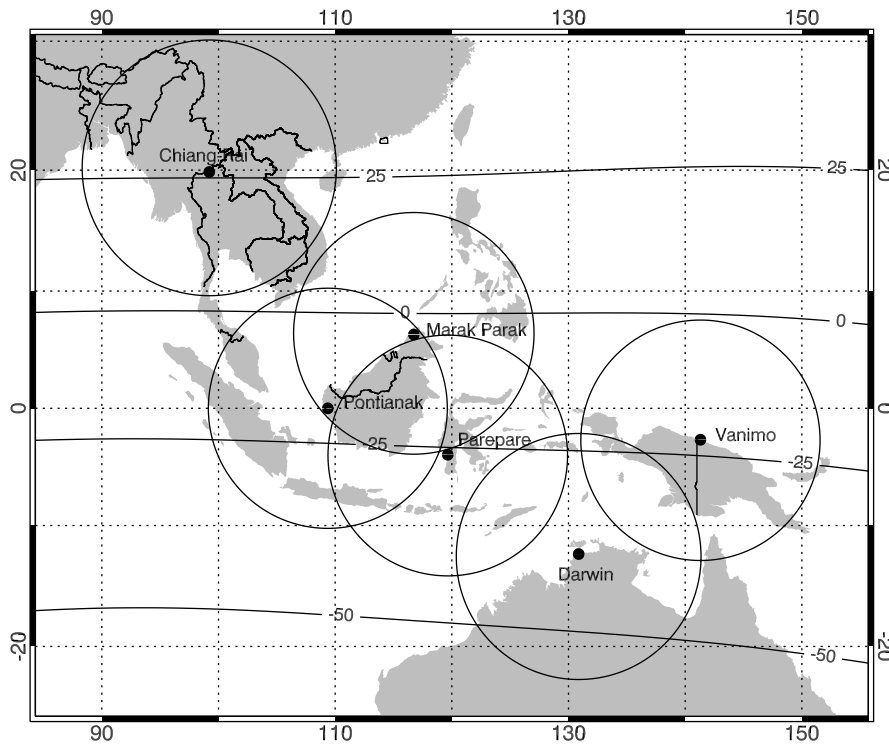 90 110 130 150
Chiang-Rai
20 25 25 20
0 Marak Parak 0
0 Pontianak 0
-25 Parepare Vanimo -25
Darwin
-50 -50
-20 -20
90 110 130 150